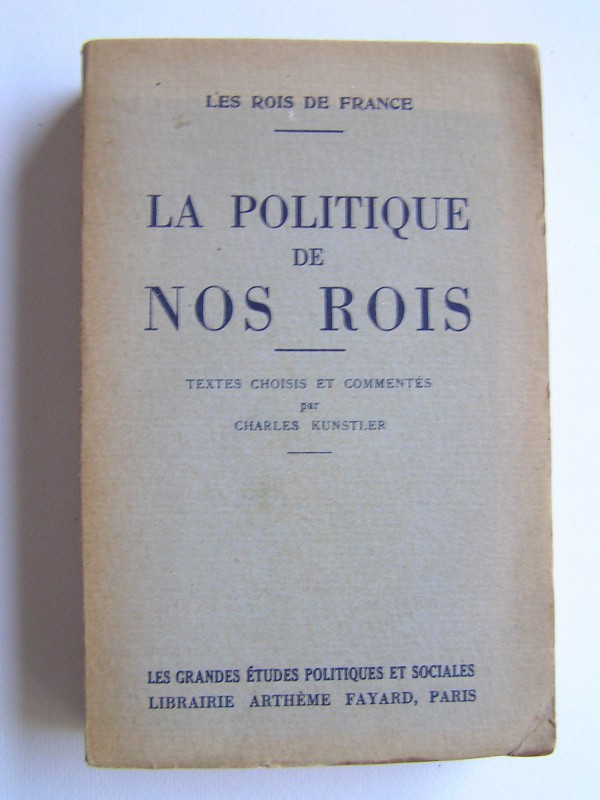 LES ROIS DE FRANCE
LA POLITIQUE
DE
NOS ROIS
TEXTES CHOISIS ET COMMENTÉS
par
CHARLES KUNSTLER
LES GRANDES ÉTUDES POLITIQUES ET SOCIALES
LIBRAIRIE ARTHÈME FAYARD, PARIS